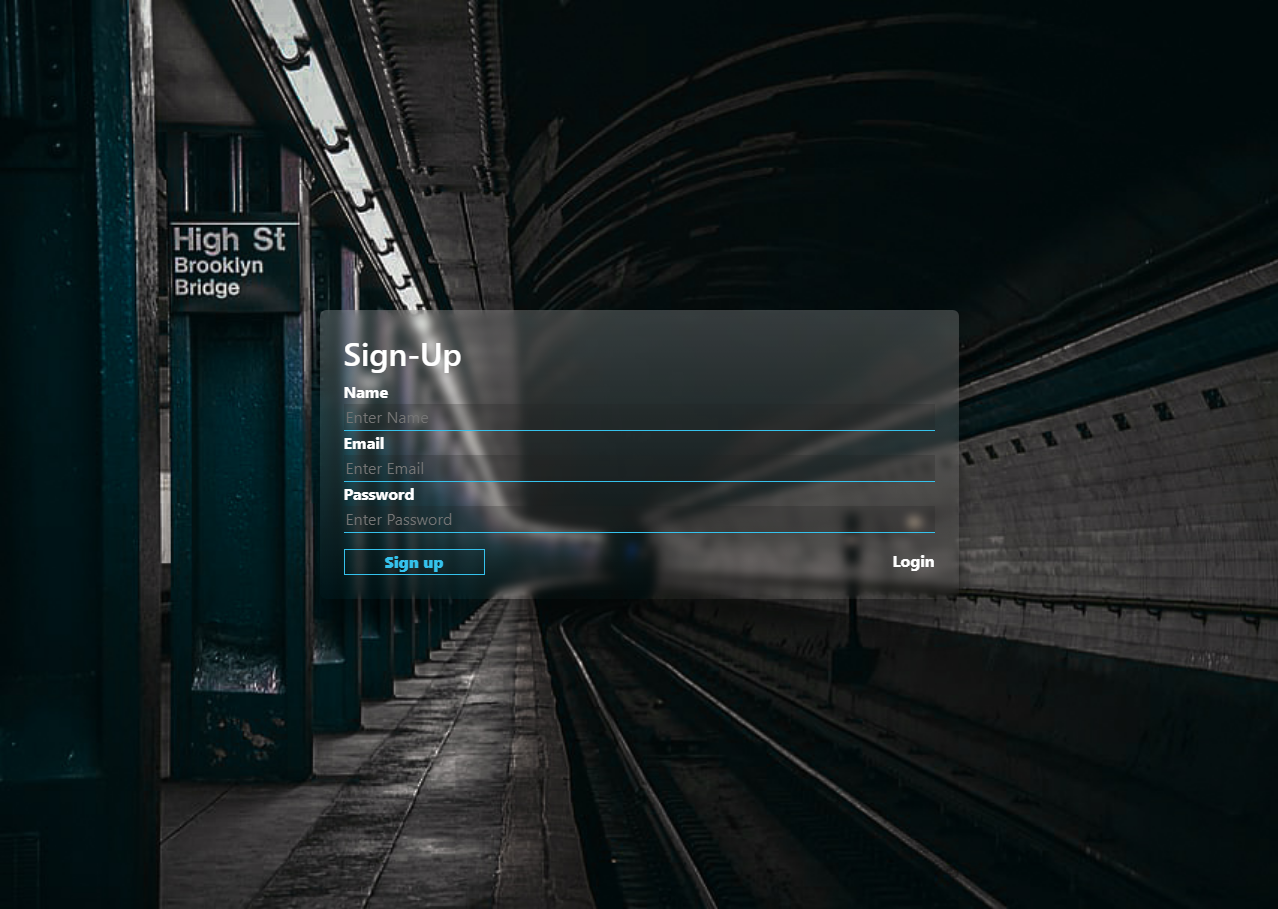 High St
Brooklyn
Bridge
Sign-Up
Name
Enter Name
Email
Enter Email
Password
Enter Password
Sign up
Login